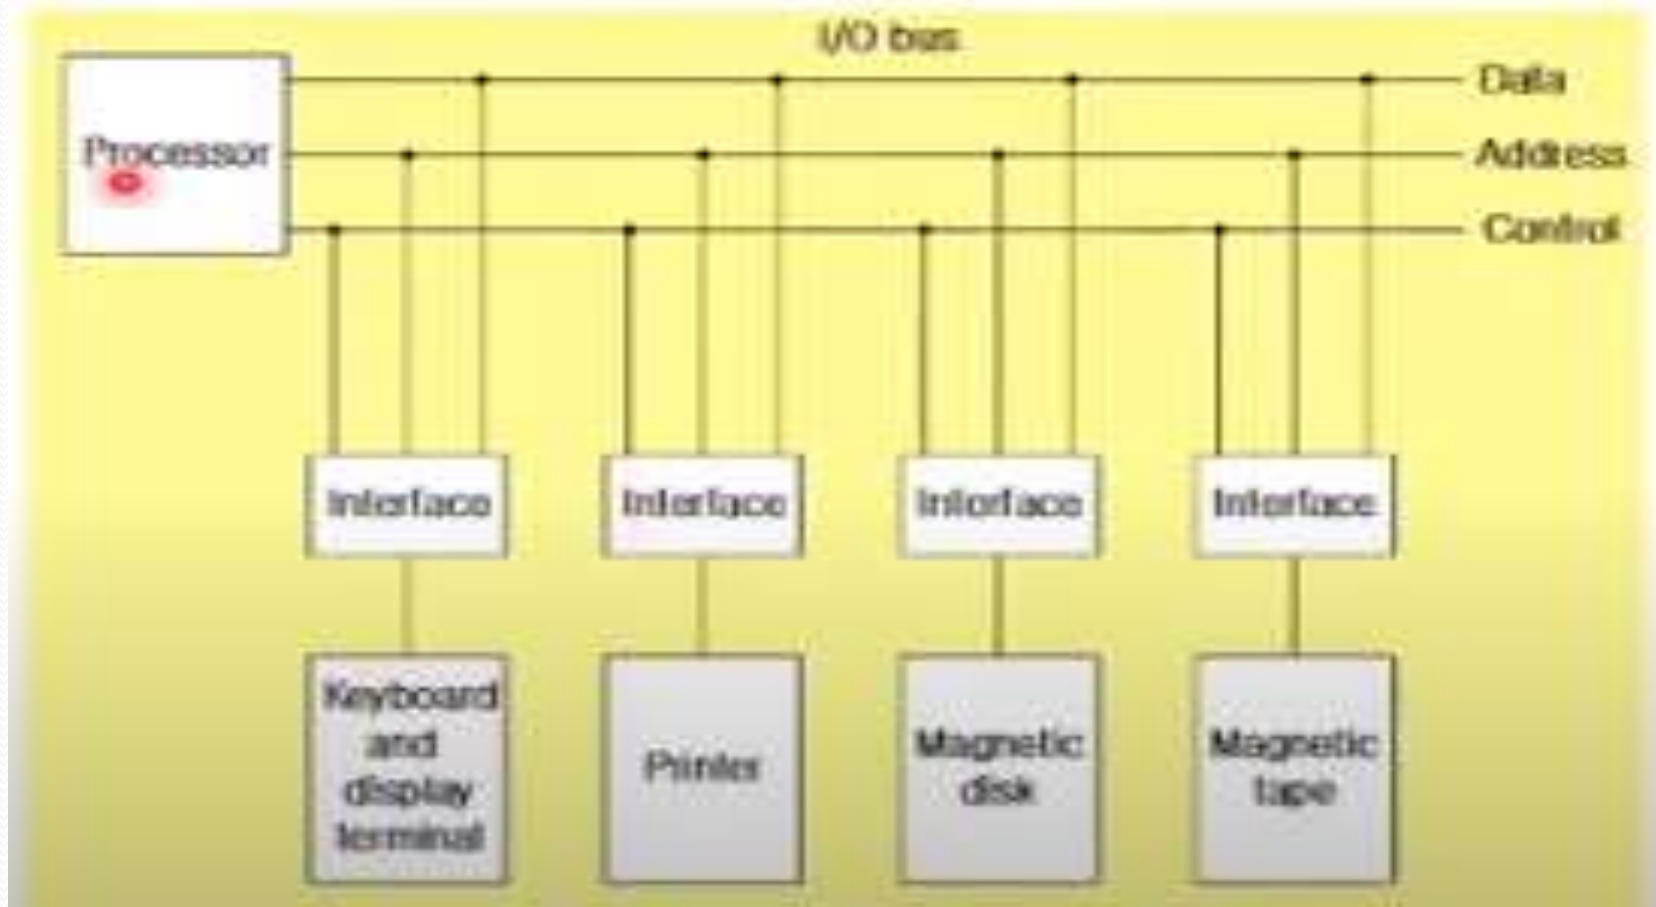 I/O bus
Data
Processor
Address
Control
Interface
Interface
Interface
Interface
Keyboard
and
display
terminal
Printer
Magnetic
disk
Magnetic
tape